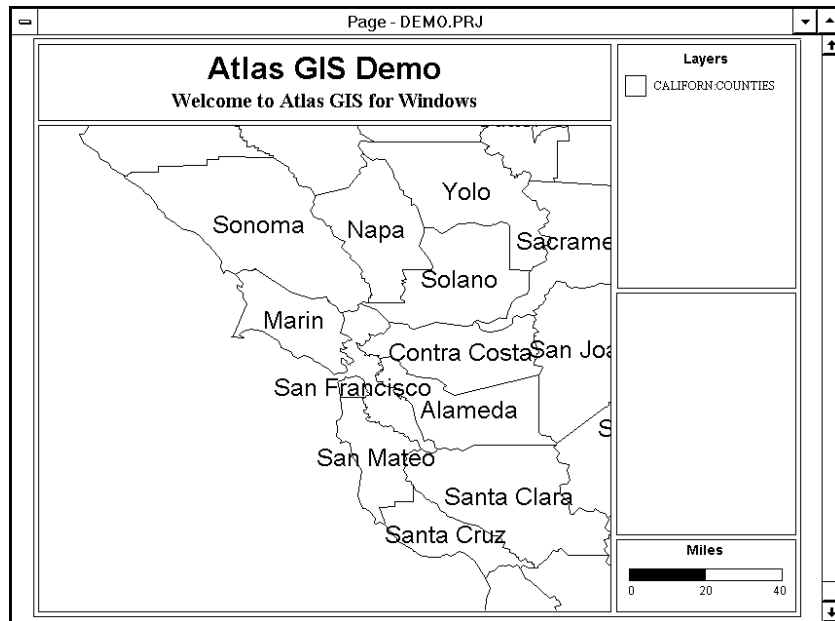 Page - DEMO.PRJ
Atlas GIS Demo
Welcome to Atlas GIS for Windows
Layers
CALIFORN:COUNTIES
Yolo
Sonoma
Napa
Sacrame
Solano
Marin
Contra Costa
San Joa
San Francisco
Alameda
S
San Mateo
Santa Clara
Santa Cruz
Miles
0 20 40